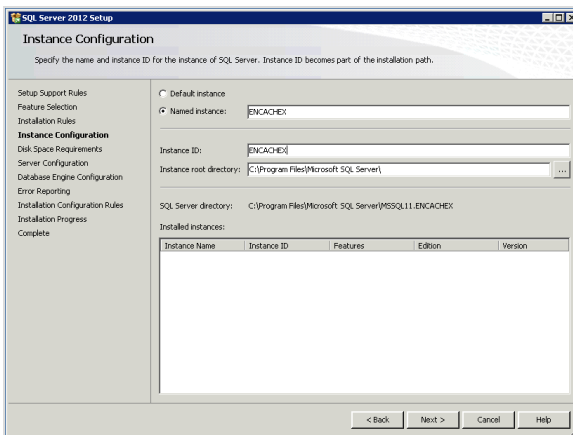 SQL Server 2012 Setup
Instance Configuration
Specify the name and instance ID for the instance of SQL Server. Instance ID becomes part of the installation path.
Setup Support Rules
Feature Selection
Installation Rules
Instance Configuration
Disk Space Requirements
Server Configuration
Database Engine Configuration
Error Reporting
Installation Configuration Rules
Installation Progress
Complete
Default instance
Named instance: ENCACHEX
Instance ID: ENCACHEX
Instance root directory: C:\Program Files\Microsoft SQL Server\ ...
SQL Server directory: C:\Program Files\Microsoft SQL Server\MSSQL11.ENCACHEX
Installed instances:
Instance Name Instance ID Features Edition Version
< Back Next > Cancel Help